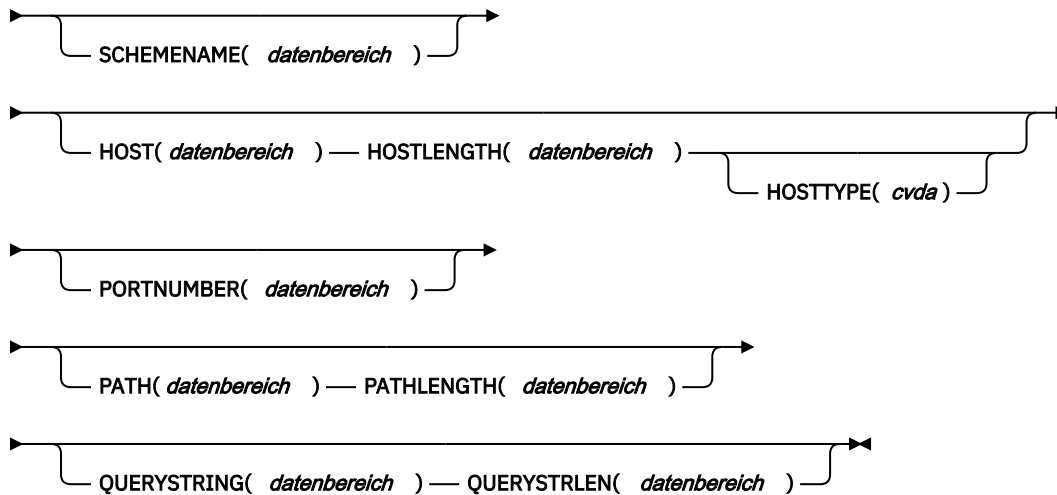 SCHEMENAME( datenbereich )
HOST( datenbereich ) HOSTLENGTH( datenbereich )
HOSTTYPE( cvda )
PORTNUMBER( datenbereich )
PATH( datenbereich ) PATHLENGTH( datenbereich )
QUERYSTRING( datenbereich ) QUERYSTRLEN( datenbereich )